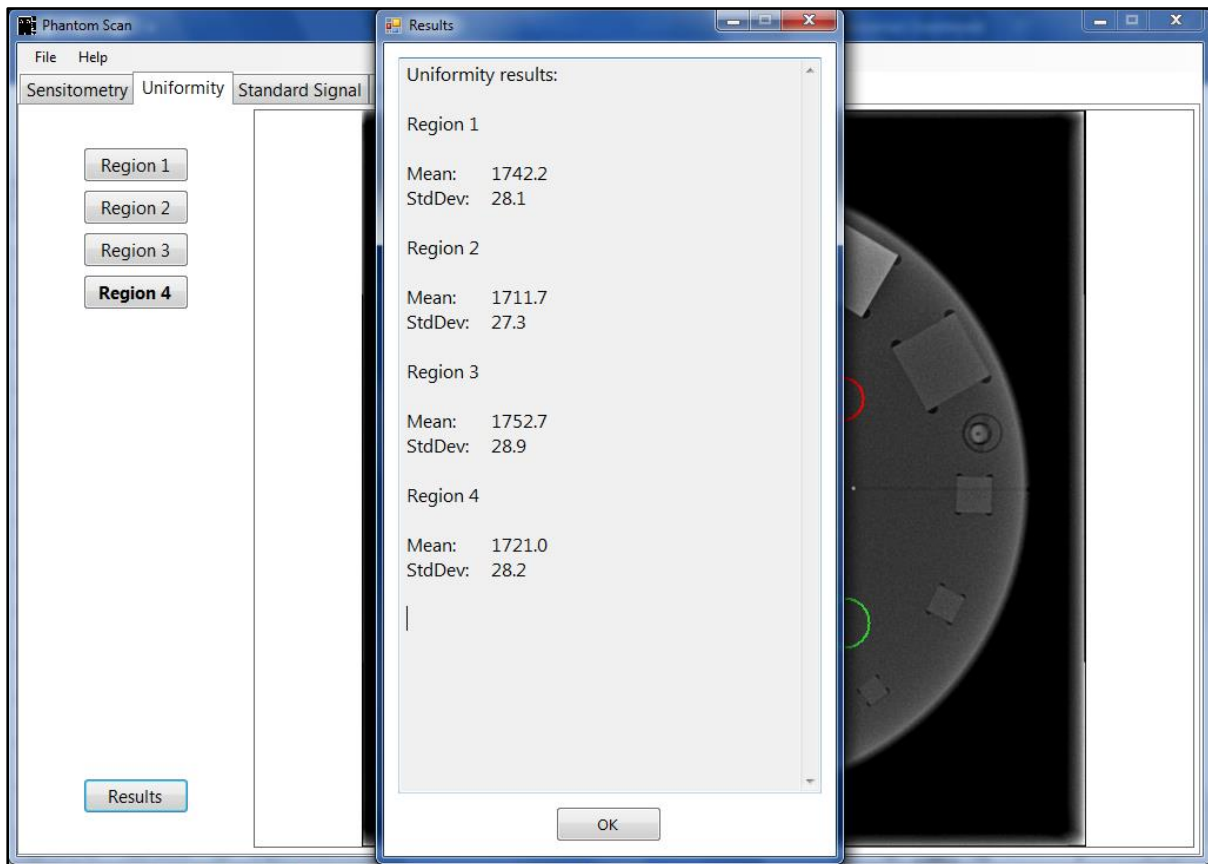 Phantom Scan
File Help
Sensitometry Uniformity Standard Signal
Region 1
Region 2
Region 3
Region 4
Results
Results
Uniformity results:
Region 1
Mean: 1742.2
StdDev: 28.1
Region 2
Mean: 1711.7
StdDev: 27.3
Region 3
Mean: 1752.7
StdDev: 28.9
Region 4
Mean: 1721.0
StdDev: 28.2
OK